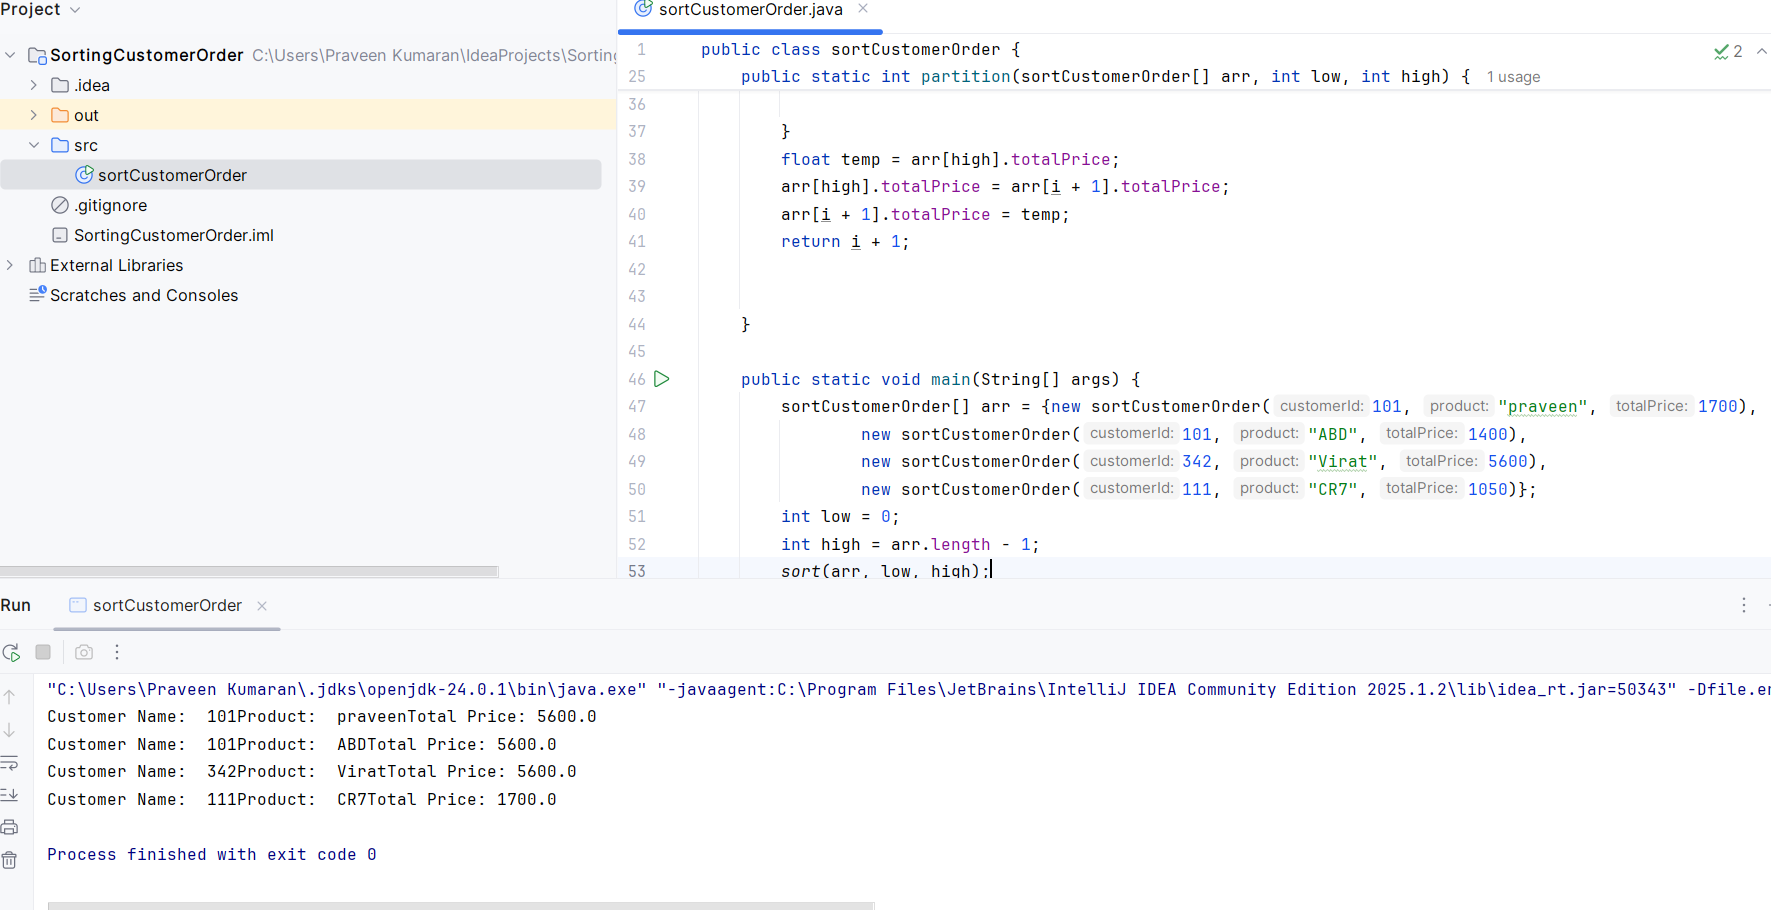 Project
SortingCustomerOrder C:\Users\Praveen Kumaran\IdeaProjects\Sorting
.idea
out
src
sortCustomerOrder
.gitignore
SortingCustomerOrder.iml
External Libraries
Scratches and Consoles
sortCustomerOrder.java
1 public class sortCustomerOrder {
2
25 public static int partition(sortCustomerOrder[] arr, int low, int high) { 1 usage
36
37 }
38 float temp = arr[high].totalPrice;
39 arr[high].totalPrice = arr[i + 1].totalPrice;
40 arr[i + 1].totalPrice = temp;
41 return i + 1;
42
43
44 }
45
46 public static void main(String[] args) {
47 sortCustomerOrder[] arr = {new sortCustomerOrder( customerId: 101, product: "praveen", totalPrice: 1700),
48 new sortCustomerOrder( customerId: 101, product: "ABD", totalPrice: 1400),
49 new sortCustomerOrder( customerId: 342, product: "Virat", totalPrice: 5600),
50 new sortCustomerOrder( customerId: 111, product: "CR7", totalPrice: 1050)};
51 int low = 0;
52 int high = arr.length - 1;
53 sort(arr, low, high);
Run sortCustomerOrder
"C:\Users\Praveen Kumaran\.jdks\openjdk-24.0.1\bin\java.exe" "-javaagent:C:\Program Files\JetBrains\IntelliJ IDEA Community Edition 2025.1.2\lib\idea_rt.jar=50343" -Dfile.en
Customer Name:  101Product:  praveenTotal Price: 5600.0
Customer Name:  101Product:  ABDTotal Price: 5600.0
Customer Name:  342Product:  ViratTotal Price: 5600.0
Customer Name:  111Product:  CR7Total Price: 1700.0
Process finished with exit code 0